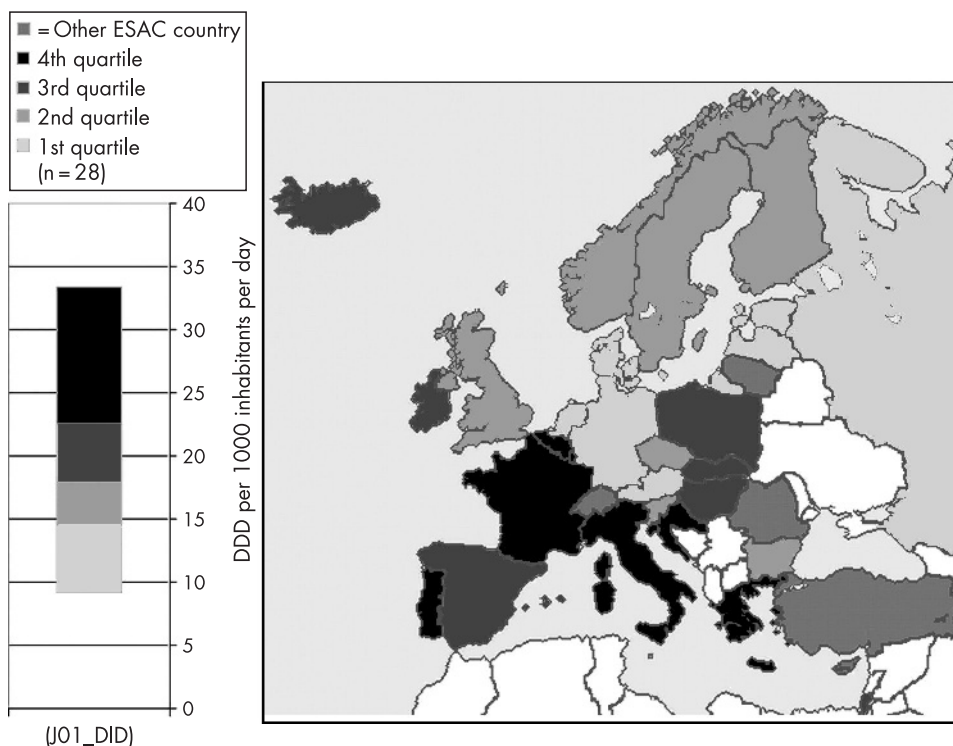 = Other ESAC country
4th quartile
3rd quartile
2nd quartile
1st quartile
(n = 28)
40
35
30
25
20
15
10
5
0
DDD per 1000 inhabitants per day
(J01_DID)